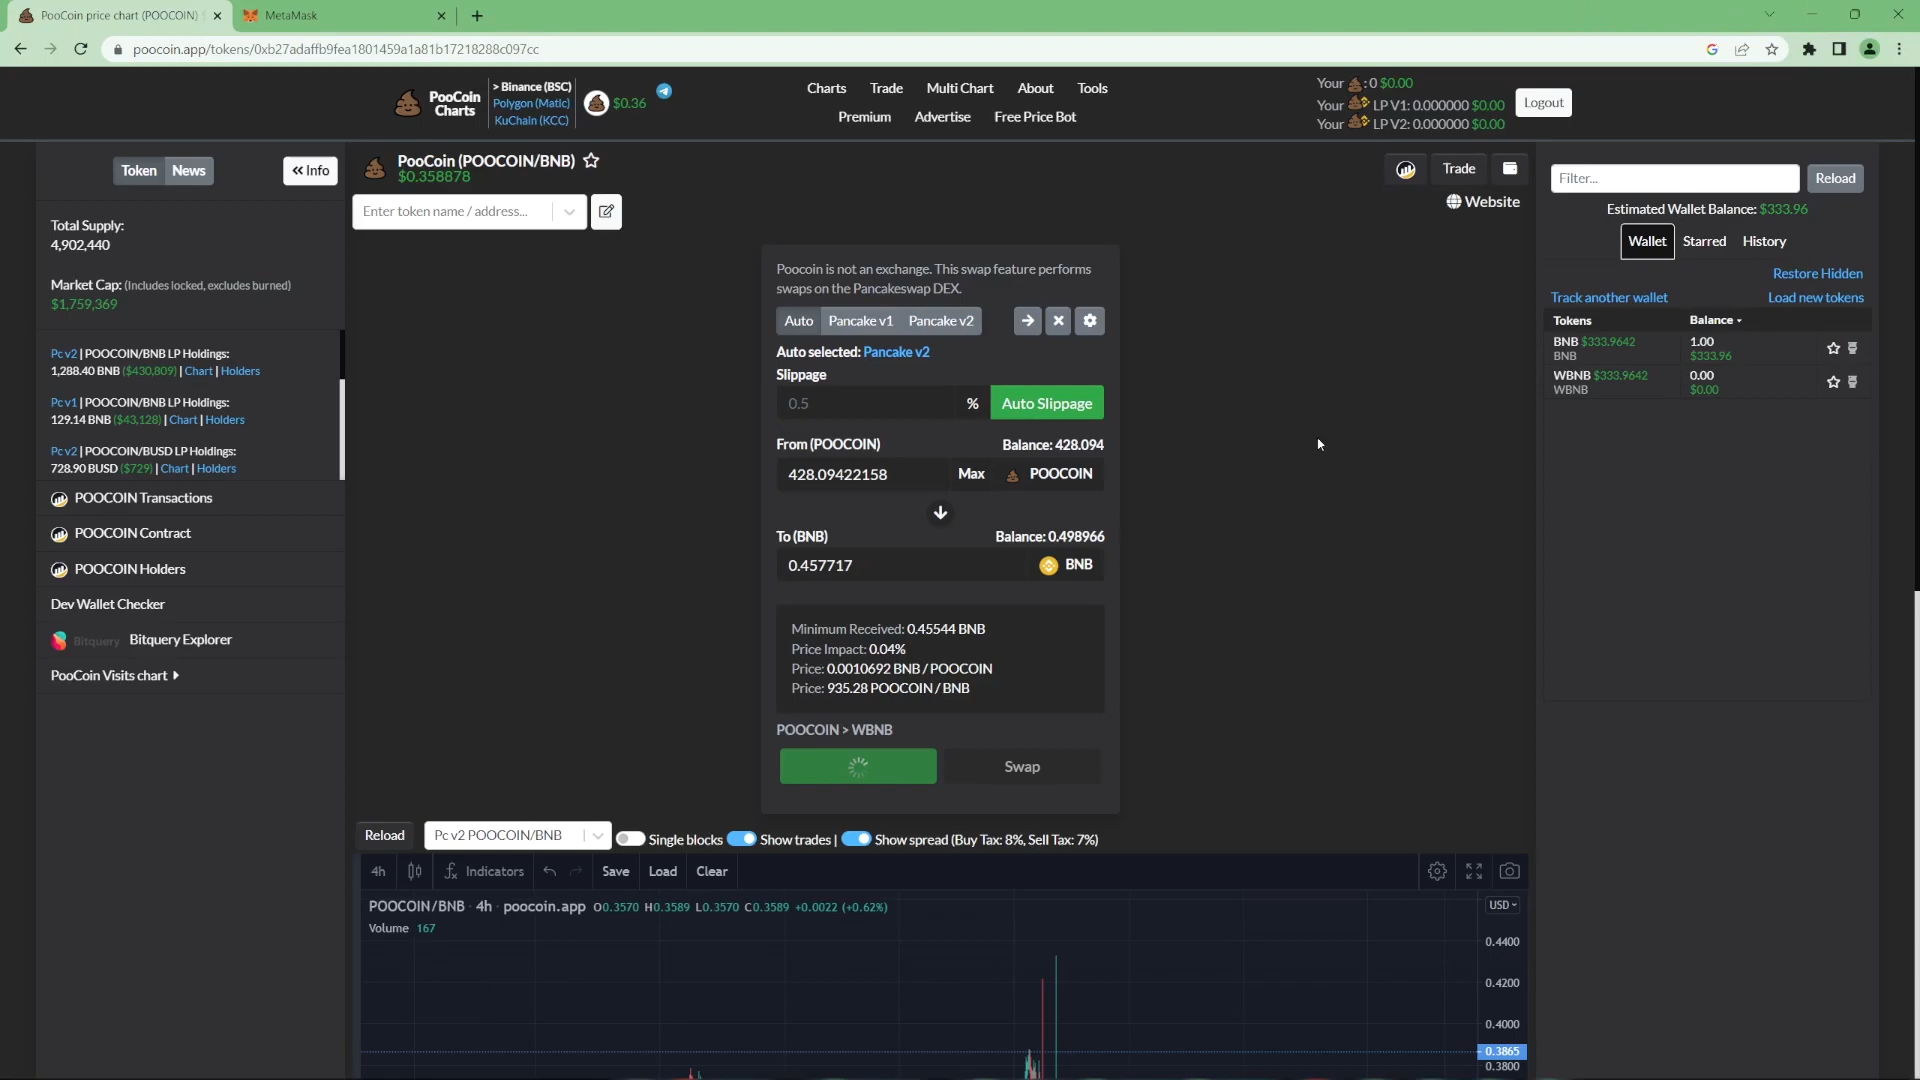 PooCoin price chart (POOCOIN)
MetaMask
poocoin.app/tokens/0xb27adaffb9fea1801459a1a81b17218288c097cc
PooCoin
Charts
> Binance (BSC)
Polygon (Matic)
KuChain (KCC)
$0.36
Charts
Trade
Multi Chart
About
Tools
Premium
Advertise
Free Price Bot
Your :0 $0.00
Your LP V1: 0.000000 $0.00
Your LP V2: 0.000000 $0.00
Logout
Token
News
« Info
Total Supply:
4,902,440
Market Cap: (Includes locked, excludes burned)
$1,759,369
Pc v2 | POOCOIN/BNB LP Holdings:
1,288.40 BNB ($430,809) | Chart | Holders
Pc v1 | POOCOIN/BNB LP Holdings:
129.14 BNB ($43,128) | Chart | Holders
Pc v2 | POOCOIN/BUSD LP Holdings:
728.90 BUSD ($729) | Chart | Holders
POOCOIN Transactions
POOCOIN Contract
POOCOIN Holders
Dev Wallet Checker
Bitquery Bitquery Explorer
PooCoin Visits chart
PooCoin (POOCOIN/BNB)
$0.358878
Enter token name / address...
Trade
Website
Poocoin is not an exchange. This swap feature performs
swaps on the Pancakeswap DEX.
Auto
Pancake v1
Pancake v2
Auto selected: Pancake v2
Slippage
0.5
%
Auto Slippage
From (POOCOIN)
Balance: 428.094
428.09422158
Max
POOCOIN
To (BNB)
Balance: 0.498966
0.457717
BNB
Minimum Received: 0.45544 BNB
Price Impact: 0.04%
Price: 0.0010692 BNB / POOCOIN
Price: 935.28 POOCOIN / BNB
POOCOIN > WBNB
Swap
Reload
Pc v2 POOCOIN/BNB
Single blocks
Show trades |
Show spread (Buy Tax: 8%, Sell Tax: 7%)
4h
Indicators
Save
Load
Clear
POOCOIN/BNB · 4h · poocoin.app O0.3570 H0.3589 L0.3570 C0.3589 +0.0022 (+0.62%)
Volume 167
USD
0.4400
0.4200
0.4000
0.3865
0.3800
Filter...
Reload
Estimated Wallet Balance: $333.96
Wallet
Starred
History
Restore Hidden
Track another wallet
Load new tokens
Tokens
Balance
BNB $333.9642
BNB
1.00
$333.96
WBNB $333.9642
WBNB
0.00
$0.00